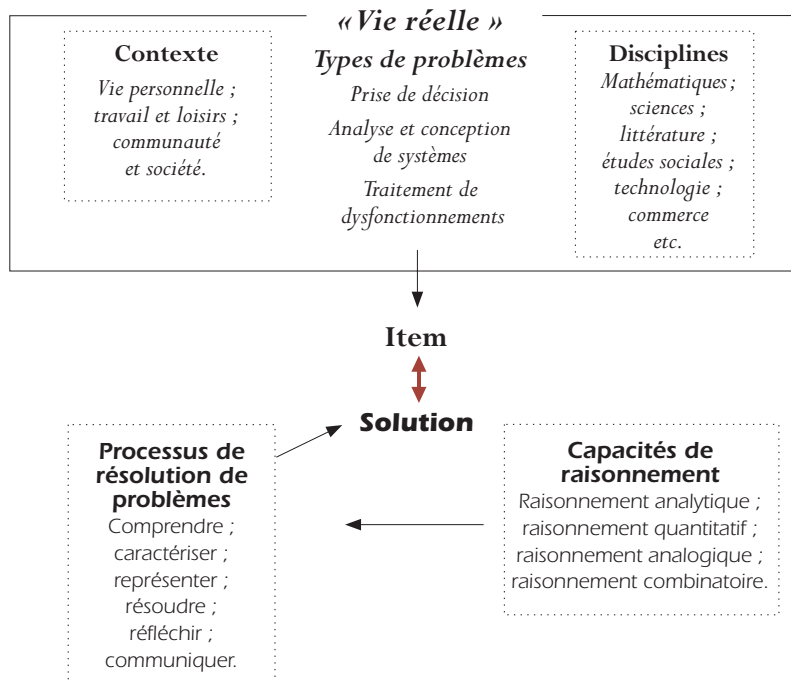 « Vie réelle »
Contexte
Vie personnelle ;
travail et loisirs ;
communauté
et société.
Types de problèmes
Prise de décision
Analyse et conception
de systèmes
Traitement de
dysfonctionnements
Disciplines
Mathématiques ;
sciences ;
littérature ;
études sociales ;
technologie ;
commerce
etc.
Item
Solution
Processus de
résolution de
problèmes
Comprendre ;
caractériser ;
représenter ;
résoudre ;
réfléchir ;
communiquer.
Capacités de
raisonnement
Raisonnement analytique ;
raisonnement quantitatif ;
raisonnement analogique ;
raisonnement combinatoire.